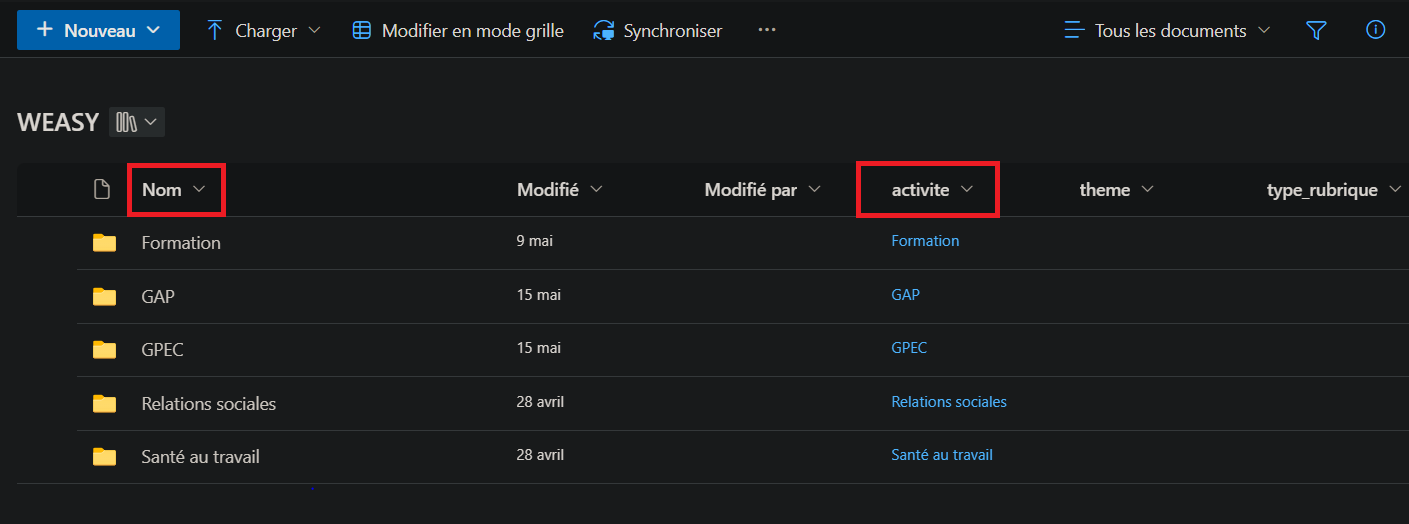 Nouveau Charger Modifier en mode grille Synchroniser ... Tous les documents
WEASY
Nom Modifié Modifié par activite theme type_rubrique
Formation 9 mai Formation
GAP 15 mai GAP
GPEC 15 mai GPEC
Relations sociales 28 avril Relations sociales
Santé au travail 28 avril Santé au travail